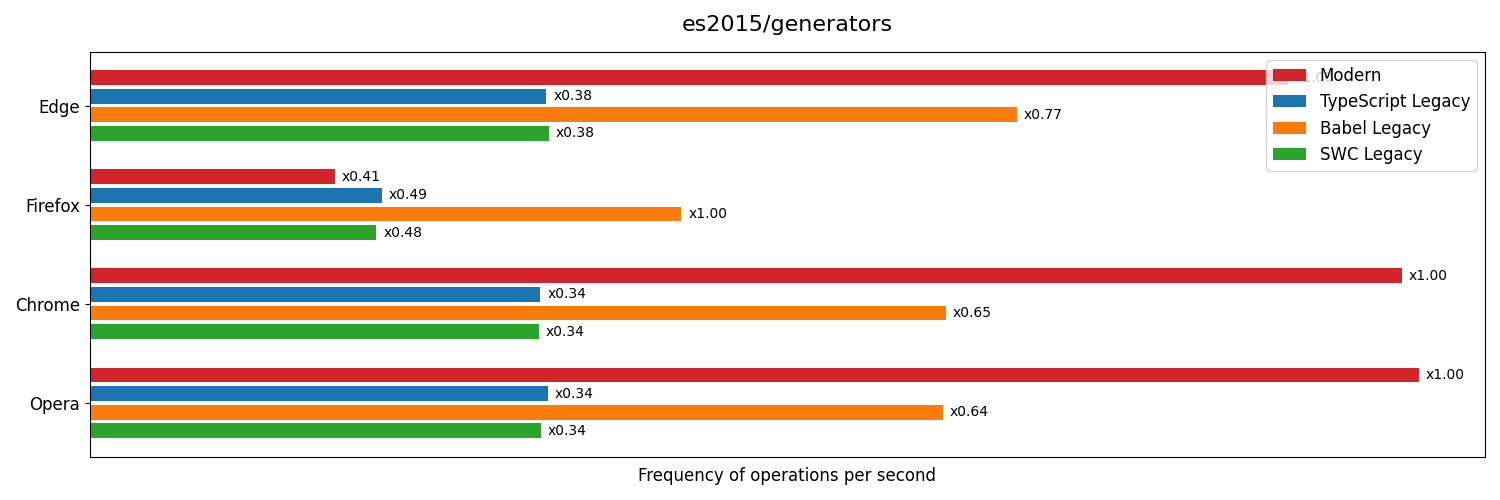 es2015/generators
Edge
x0.38
x0.77
x0.38
Modern
TypeScript Legacy
Babel Legacy
SWC Legacy
Firefox
x0.41
x0.49
x1.00
x0.48
Chrome
x1.00
x0.34
x0.65
x0.34
Opera
x1.00
x0.34
x0.64
x0.34
Frequency of operations per second